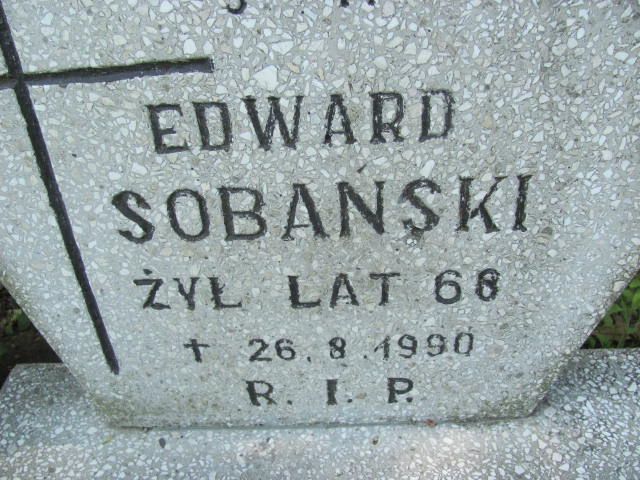 EDWARD
SOBAŃSKI
ŻYŁ LAT 68
† 26.8.1990
R. I. P.